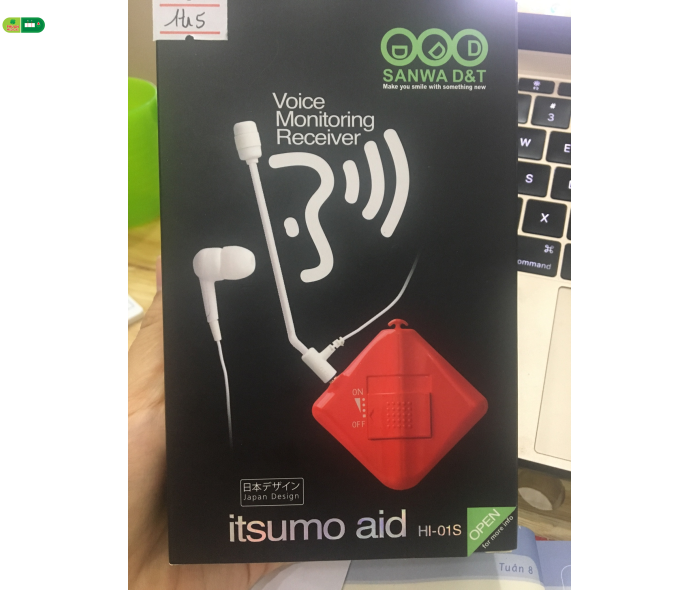 145
SANWA D&T
Make you smile with something new
Voice
Monitoring
Receiver
3
W
E
S
X
⌘
ommand
ON
OFF
日本デザイン
Japan Design
itsumo aid HI-01S
OPEN
for more info
Tuần 8